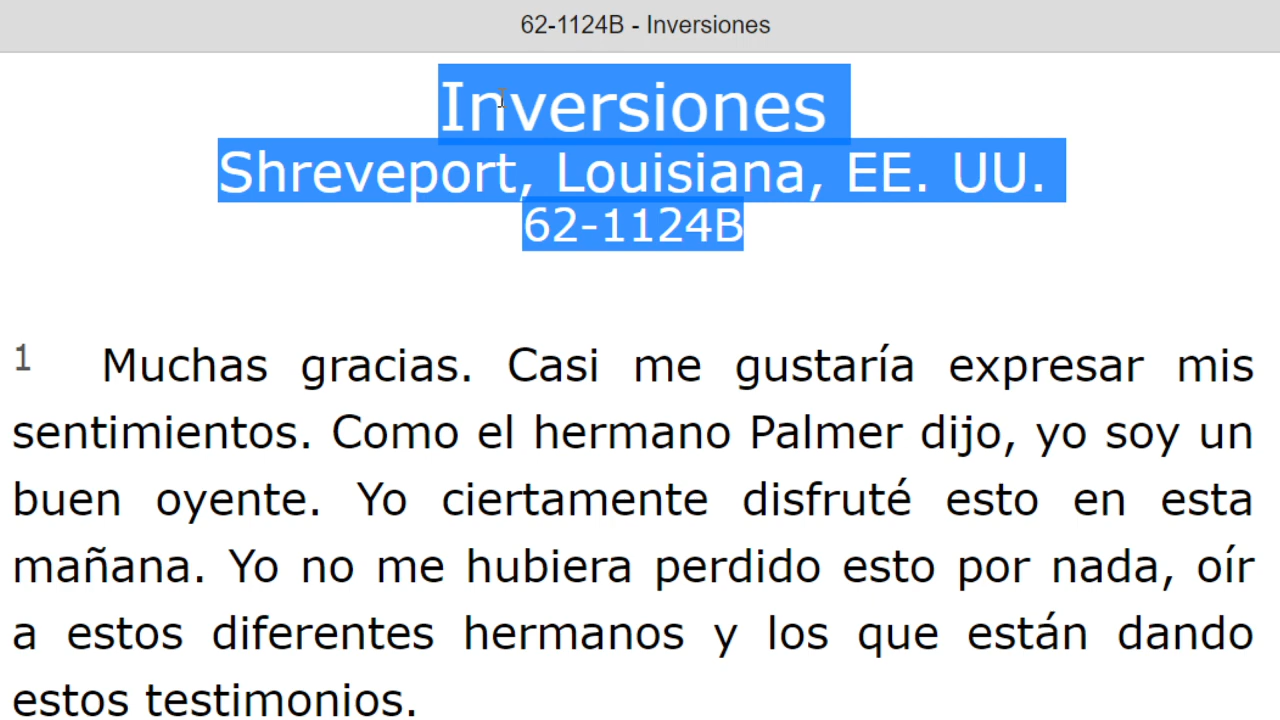 62-1124B - Inversiones
Inversiones
Shreveport, Louisiana, EE. UU.
62-1124B
1 Muchas gracias. Casi me gustaría expresar mis
sentimientos. Como el hermano Palmer dijo, yo soy un
buen oyente. Yo ciertamente disfruté esto en esta
mañana. Yo no me hubiera perdido esto por nada, oír
a estos diferentes hermanos y los que están dando
estos testimonios.